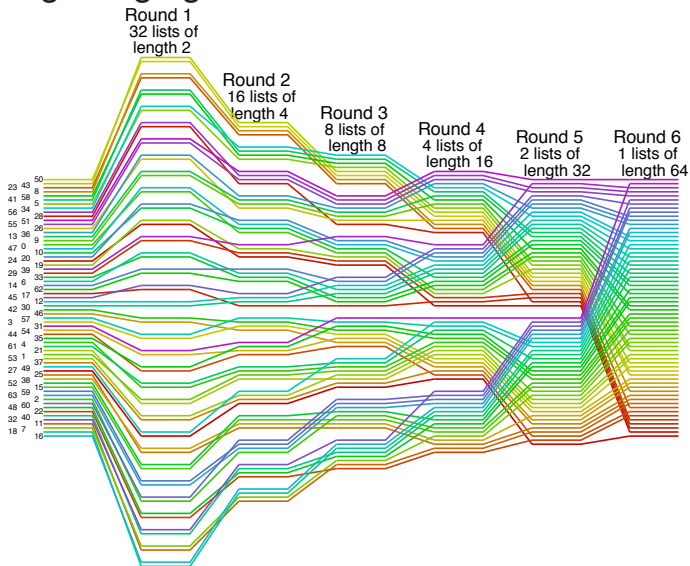 Round 1
32 lists of
length 2
Round 2
16 lists of
length 4
Round 3
8 lists of
length 8
Round 4
4 lists of
length 16
Round 5
2 lists of
length 32
Round 6
1 lists of
length 64
50
23 43
8
41 58
5
56 34
28
55 51
26
13 36
9
47 0
10
24 20
19
29 39
33
14 6
62
45 17
12
42 30
46
3 57
31
44 54
35
61 4
21
53 1
37
27 49
25
52 38
15
63 59
2
48 60
22
32 40
11
18 7
16